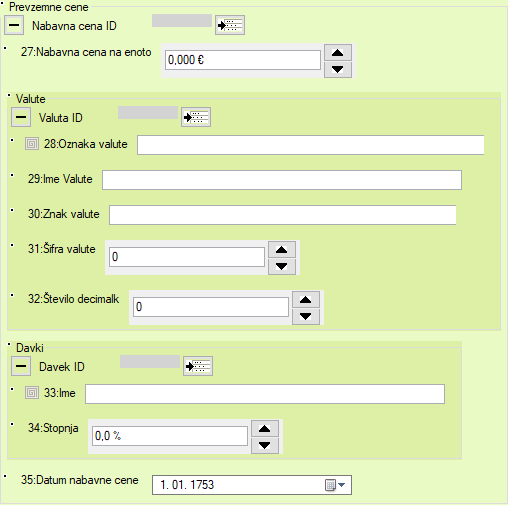 Prevzemne cene
Nabavna cena ID
27:Nabavna cena na enoto 0,000 €
Valute
Valuta ID
28:Oznaka valute
29:Ime Valute
30:Znak valute
31:Šifra valute 0
32:Število decimalk 0
Davki
Davek ID
33:Ime
34:Stopnja 0,0 %
35:Datum nabavne cene 1. 01. 1753